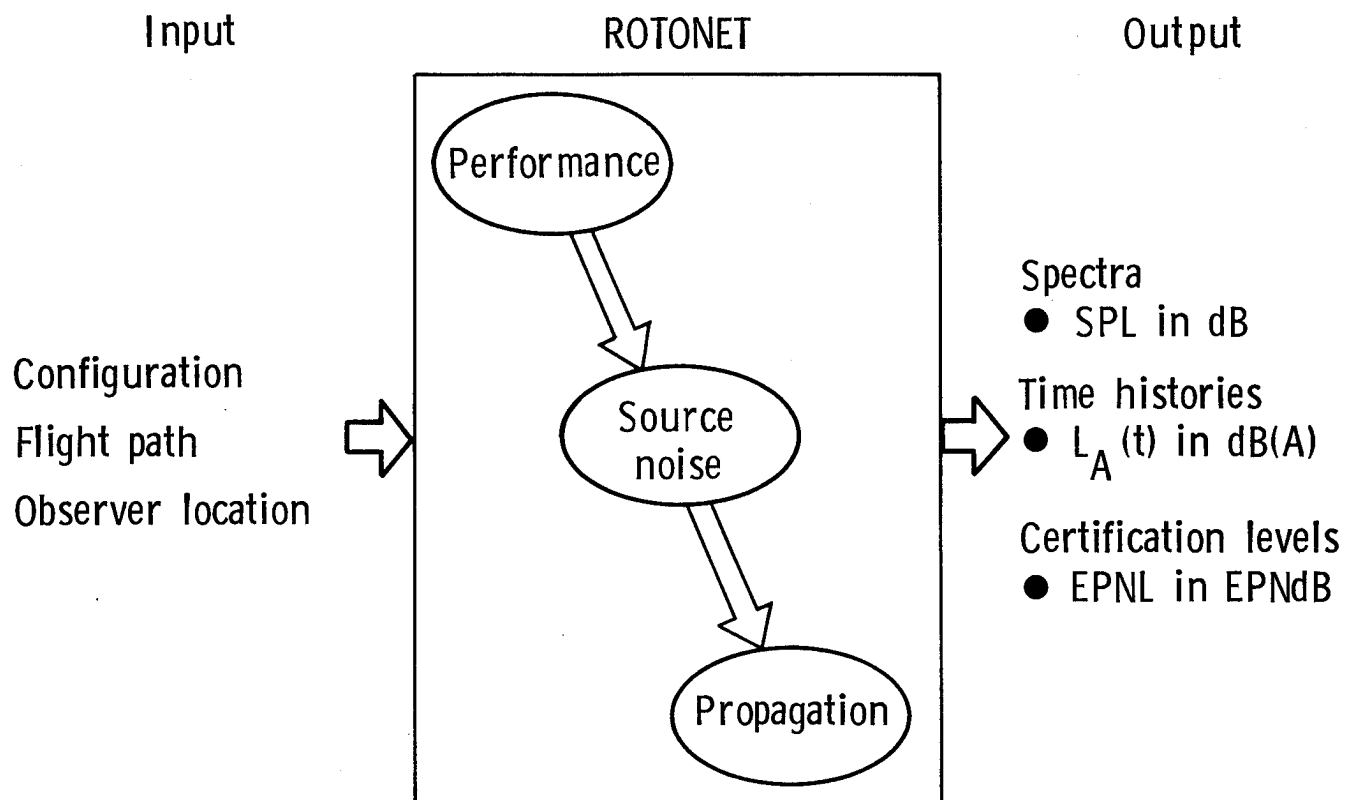 Input
ROTONET
Output
Performance
Source
noise
Propagation
Configuration
Flight path
Observer location
Spectra
● SPL in dB
Time histories
● L_A (t) in dB(A)
Certification levels
● EPNL in EPNdB